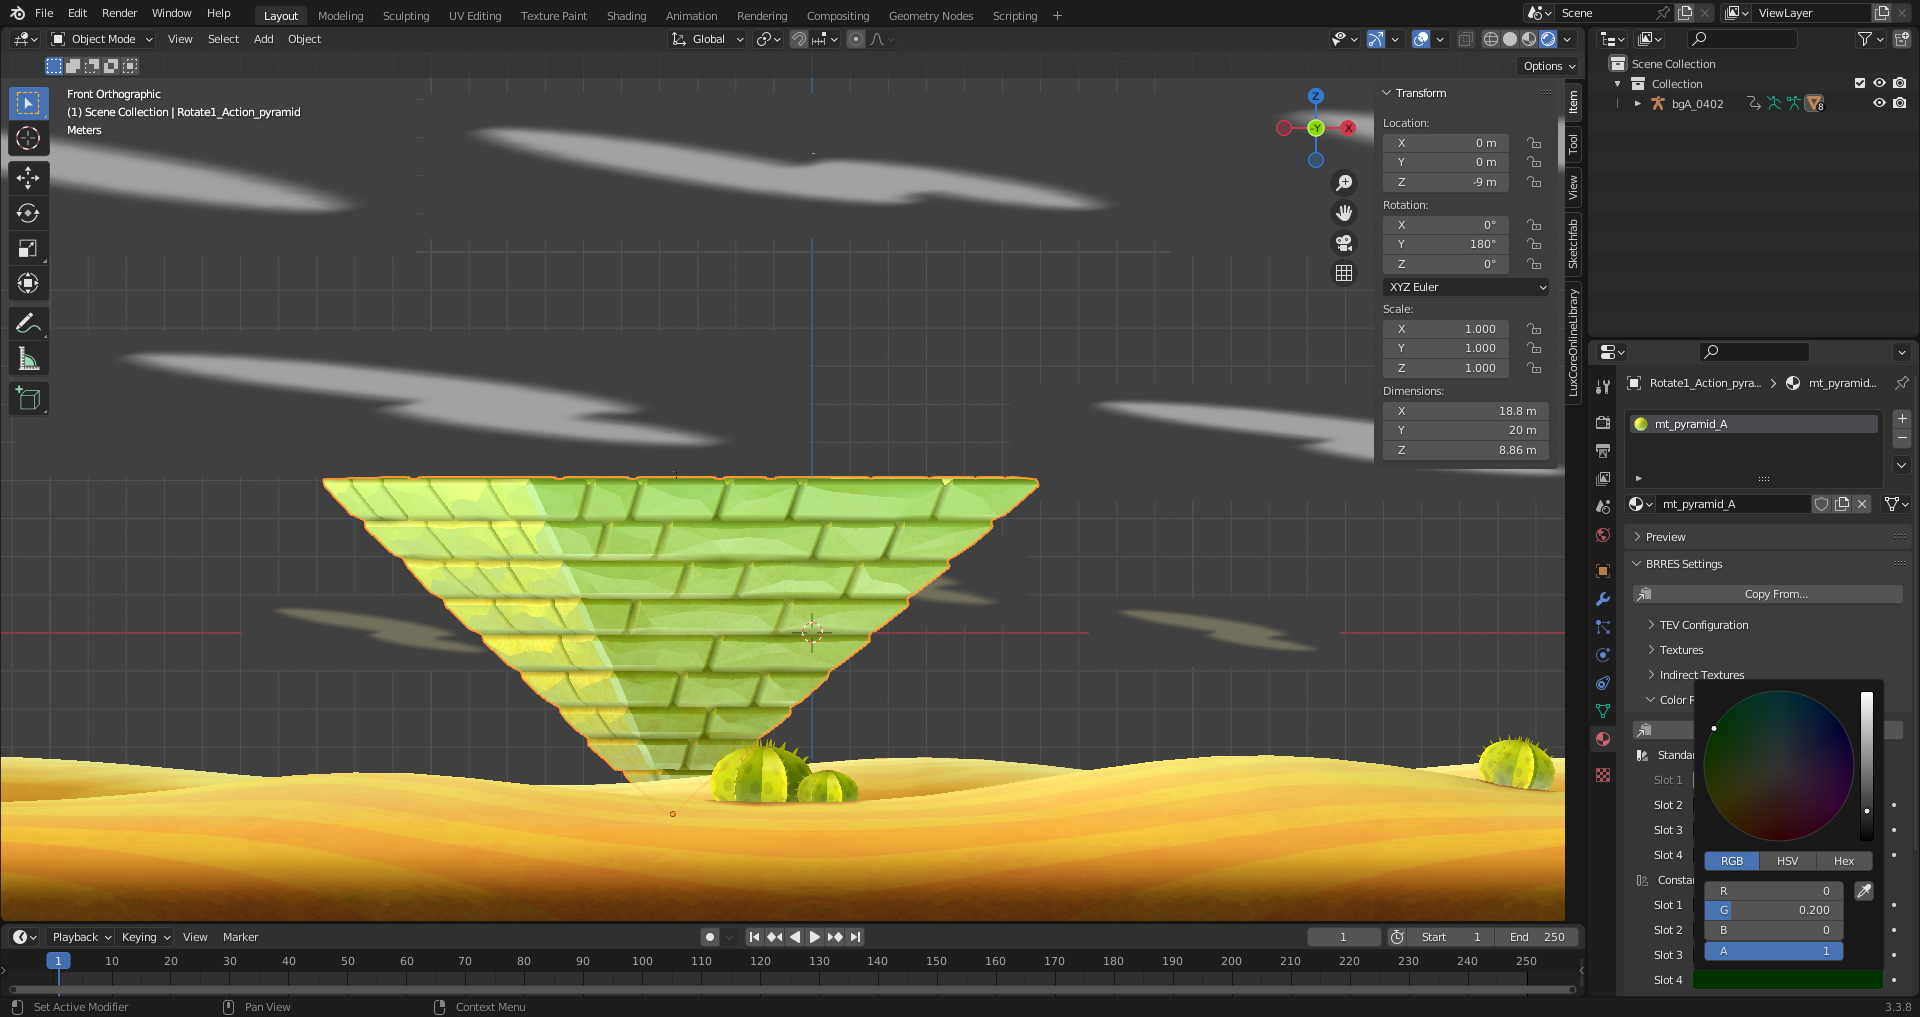 File Edit Render Window Help Layout Modeling Sculpting UV Editing Texture Paint Shading Animation Rendering Compositing Geometry Nodes Scripting + Scene ViewLayer
Object Mode View Select Add Object Global
Options
Front Orthographic
(1) Scene Collection | Rotate1_Action_pyramid
Meters
Z
-Y
X
Transform
Location:
X 0 m
Y 0 m
Z -9 m
Rotation:
X 0°
Y 180°
Z 0°
XYZ Euler
Scale:
X 1.000
Y 1.000
Z 1.000
Dimensions:
X 18.8 m
Y 20 m
Z 8.86 m
Item
Tool
View
Sketchfab
LuxCoreOnlineLibrary
Scene Collection
Collection
bgA_0402 8
Rotate1_Action_pyra... mt_pyramid...
mt_pyramid_A
mt_pyramid_A
Preview
BRRES Settings
Copy From...
TEV Configuration
Textures
Indirect Textures
Color R
Standar
Slot 1
Slot 2
Slot 3
Slot 4
Constan
Slot 1
Slot 2
Slot 3
Slot 4
RGB HSV Hex
R 0
G 0.200
B 0
A 1
Playback Keying View Marker 1 Start 1 End 250
1 10 20 30 40 50 60 70 80 90 100 110 120 130 140 150 160 170 180 190 200 210 220 230 240 250
Set Active Modifier Pan View Context Menu 3.3.8